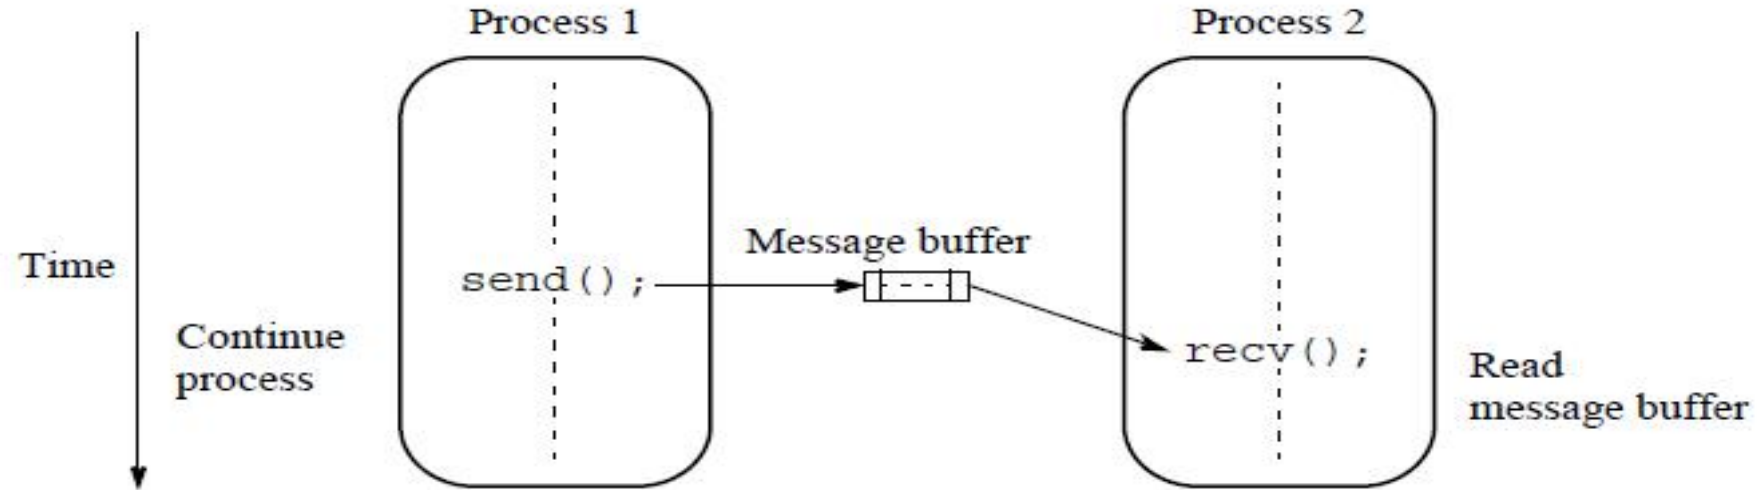 Process 1
Process 2
Message buffer
Time
send();
Continue
process
recv();
Read
message buffer